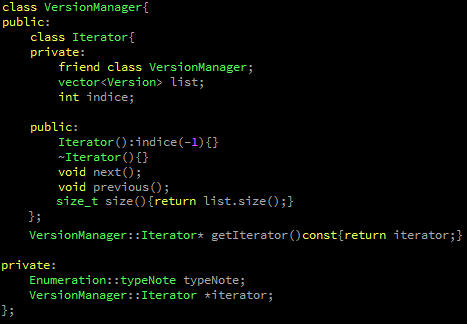 class VersionManager{
public:
class Iterator{
private:
friend class VersionManager;
vector<Version> list;
int indice;
public:
Iterator():indice(-1){}
~Iterator(){}
void next();
void previous();
size_t size(){return list.size();}
};
VersionManager::Iterator* getIterator()const{return iterator;}
private:
Enumeration::typeNote typeNote;
VersionManager::Iterator *iterator;
};